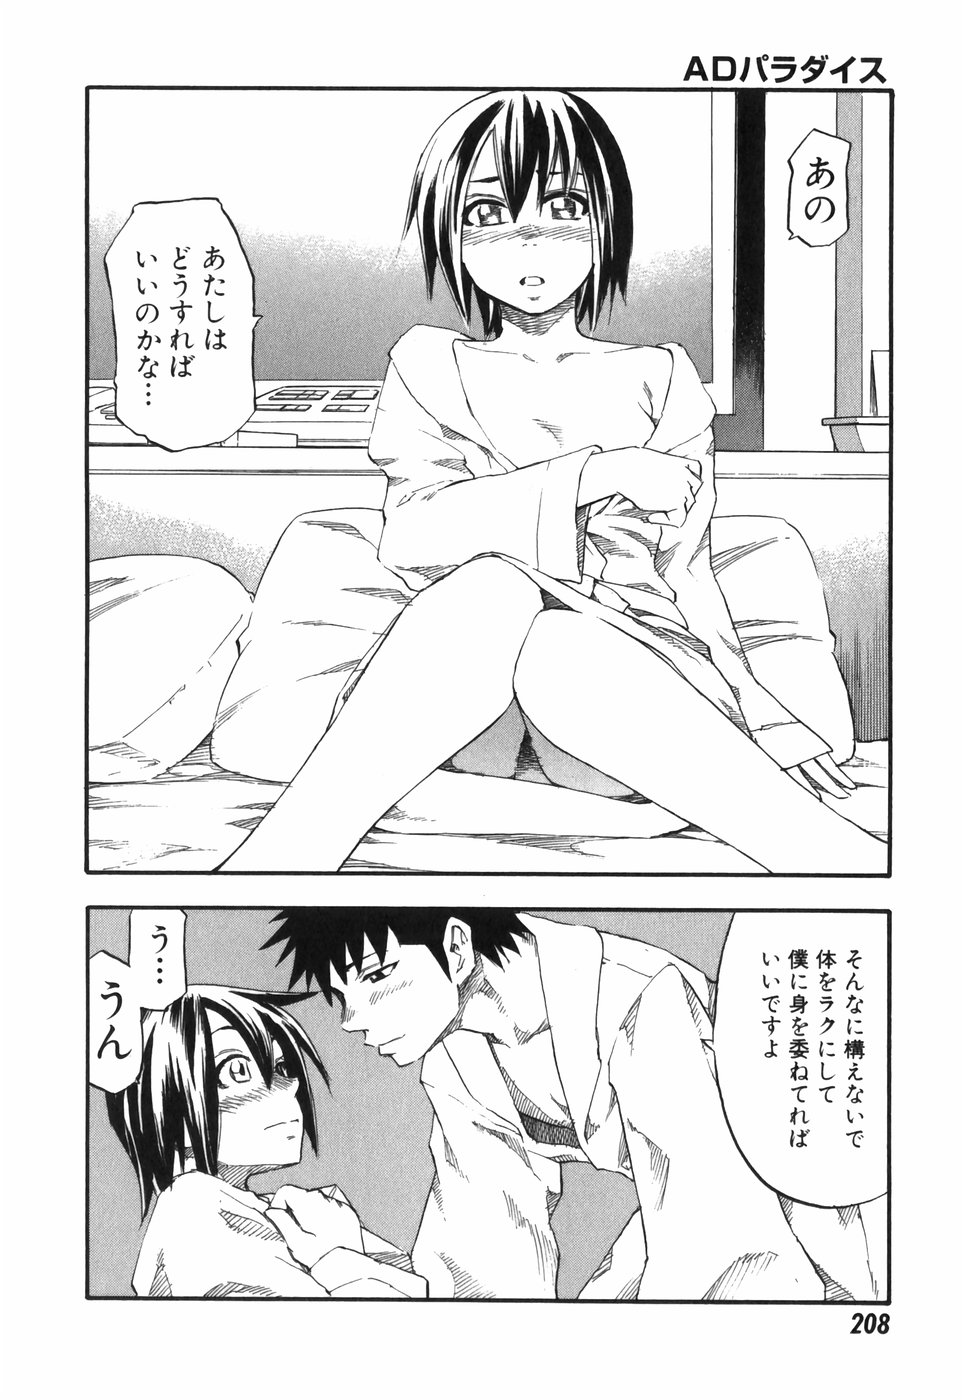 ADパラダイス
あの
あたしは
どうすれば
いいのかな…
そんなに構えないで
体をラクにして
僕に身を委ねてれば
いいですよ
う…
うん
208